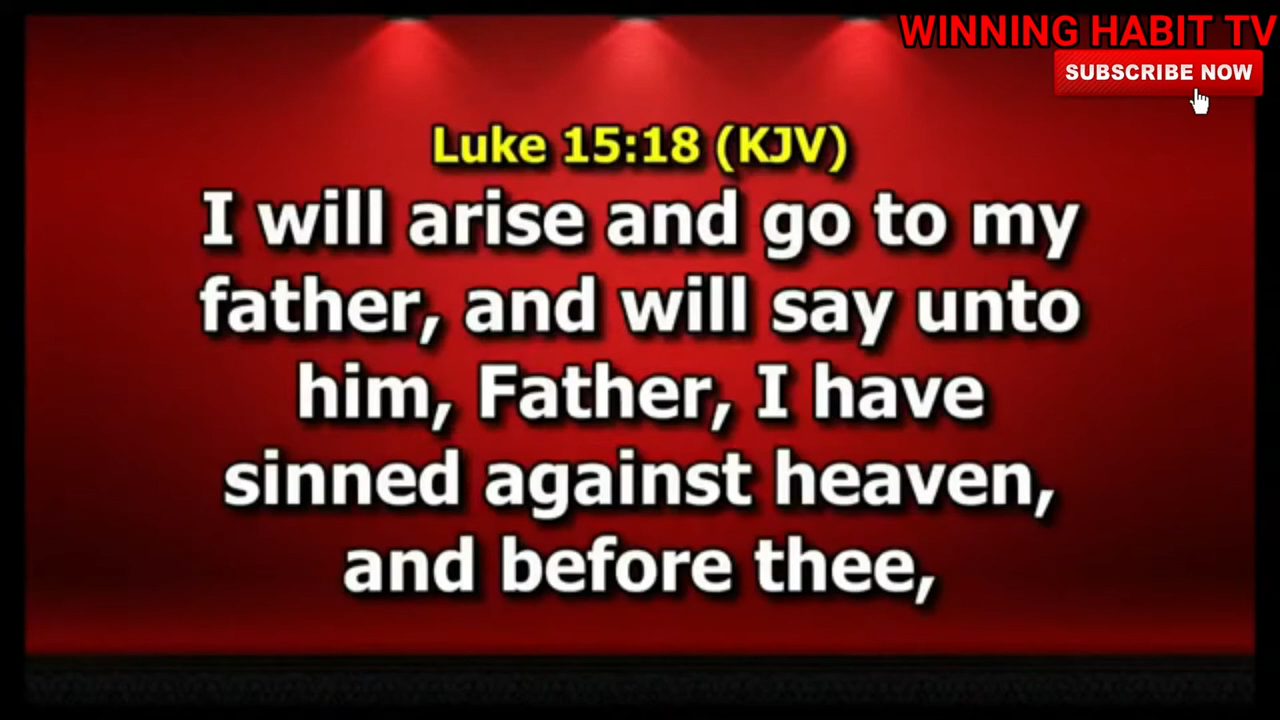 WINNING HABIT TV
SUBSCRIBE NOW
Luke 15:18 (KJV)
I will arise and go to my
father, and will say unto
him, Father, I have
sinned against heaven,
and before thee,